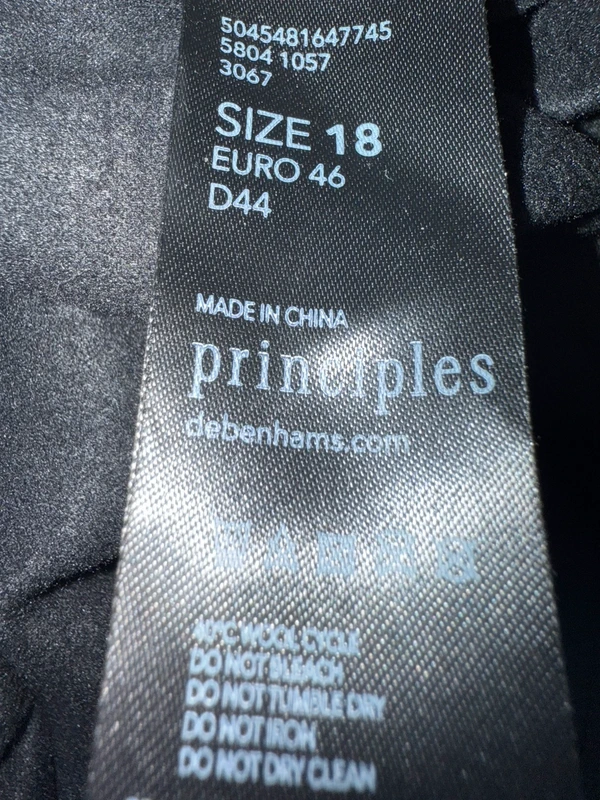 5045481647745
5804 1057
3067
SIZE 18
EURO 46
D44
MADE IN CHINA
principles
debenhams.com
40°C WOOL CYCLE
DO NOT BLEACH
DO NOT TUMBLE DRY
DO NOT IRON
DO NOT DRY CLEAN